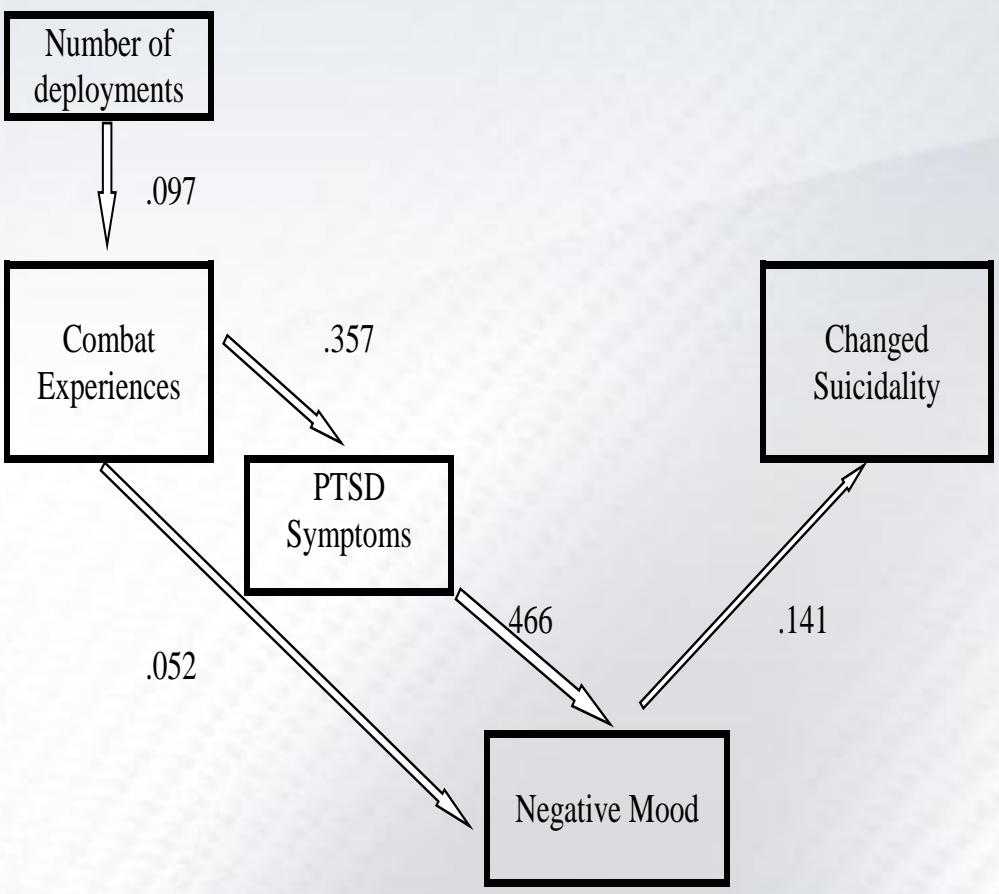 Number of
deployments
.097
Combat
Experiences
.357
Changed
Suicidality
PTSD
Symptoms
.466
.141
.052
Negative Mood